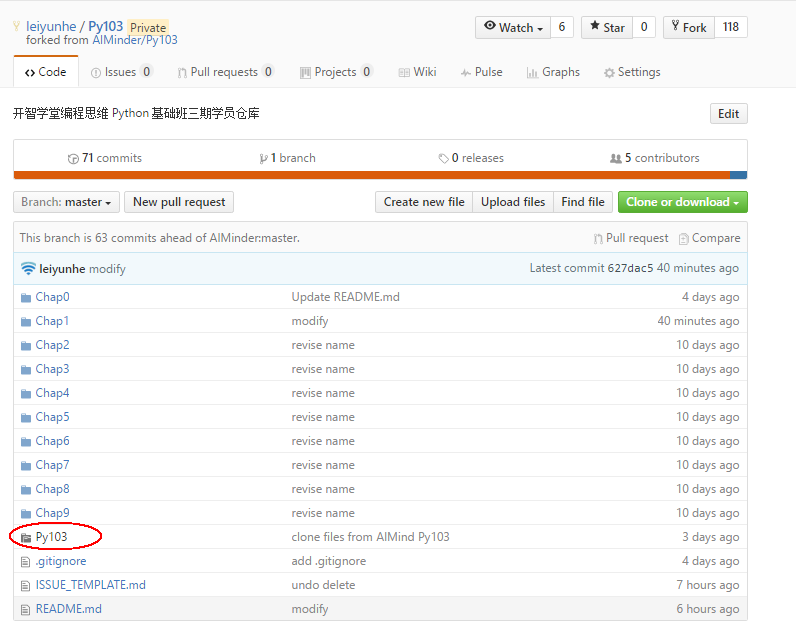 leiyunhe / Py103 Private Watch 6 Star 0 Fork 118
forked from AIMinder/Py103
Code Issues 0 Pull requests 0 Projects 0 Wiki Pulse Graphs Settings
开智学堂编程思维 Python 基础班三期学员仓库 Edit
71 commits 1 branch 0 releases 5 contributors
Branch: master New pull request Create new file Upload files Find file Clone or download
This branch is 63 commits ahead of AIMinder:master. Pull request Compare
leiyunhe modify Latest commit 627dac5 40 minutes ago
Chap0 Update README.md 4 days ago
Chap1 modify 40 minutes ago
Chap2 revise name 10 days ago
Chap3 revise name 10 days ago
Chap4 revise name 10 days ago
Chap5 revise name 10 days ago
Chap6 revise name 10 days ago
Chap7 revise name 10 days ago
Chap8 revise name 10 days ago
Chap9 revise name 10 days ago
Py103 clone files from AIMind Py103 3 days ago
.gitignore add .gitignore 4 days ago
ISSUE_TEMPLATE.md undo delete 7 hours ago
README.md modify 6 hours ago